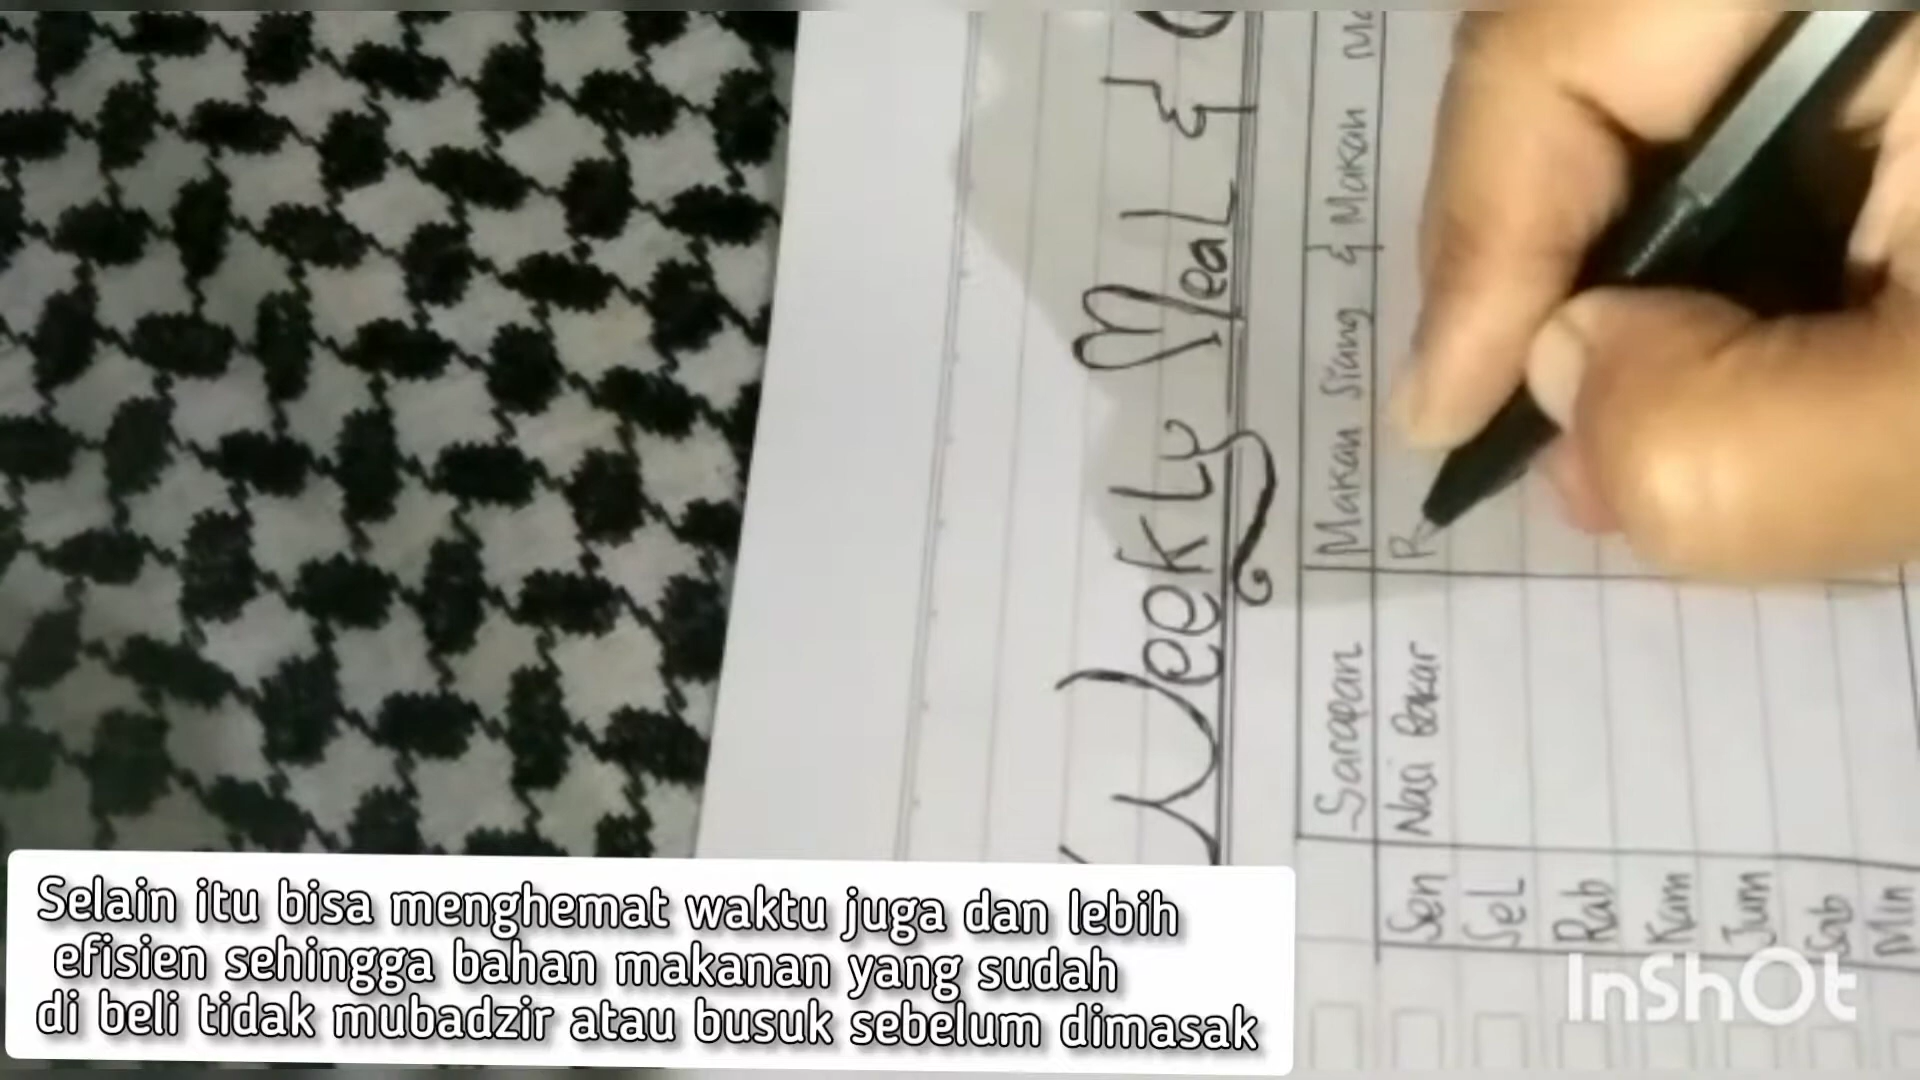 Weekly Meal &
Sarapan
Makan Siang & Makan Ma
Sen
Nasi Bakar
R
Sel
Rab
Kam
Jum
Sab
Min
Selain itu bisa menghemat waktu juga dan lebih
efisien sehingga bahan makanan yang sudah
di beli tidak mubadzir atau busuk sebelum dimasak
InShOt